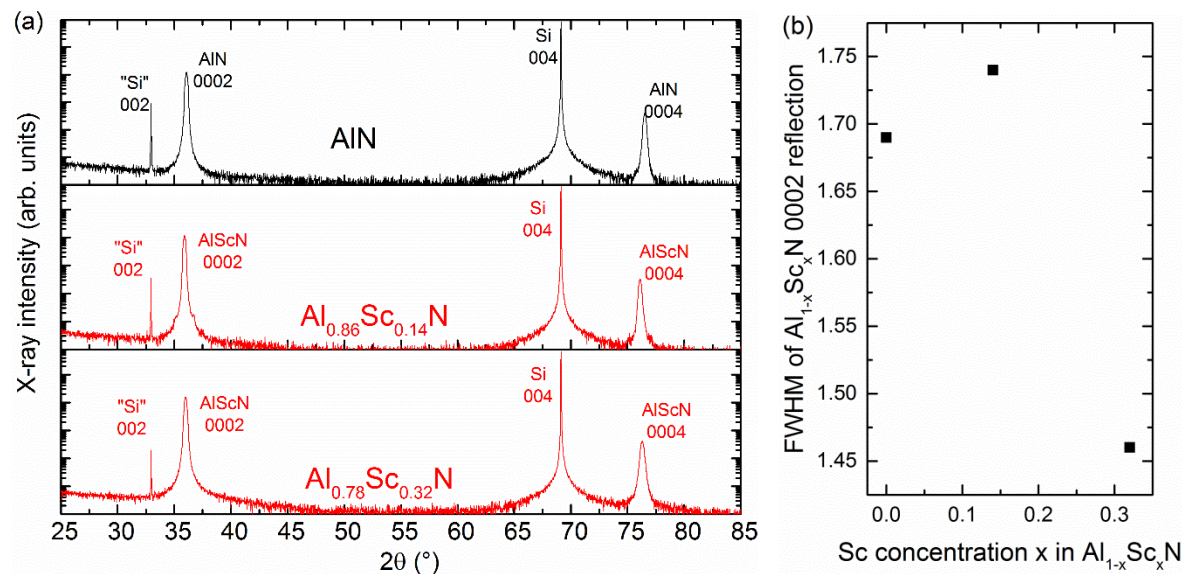 (a)
X-ray intensity (arb. units)
"Si"
002
AlN
0002
AlN
Si
004
AlN
0004
"Si"
002
AlScN
0002
Al₀.₈₆Sc₀.₁₄N
Si
004
AlScN
0004
"Si"
002
AlScN
0002
Al₀.₇₈Sc₀.₃₂N
Si
004
AlScN
0004
25 30 35 40 45 50 55 60 65 70 75 80 85
2θ (°)
(b)
FWHM of Al₁₋ₓScₓN 0002 reflection
1.75
1.70
1.65
1.60
1.55
1.50
1.45
0.0 0.1 0.2 0.3
Sc concentration x in Al₁₋ₓScₓN